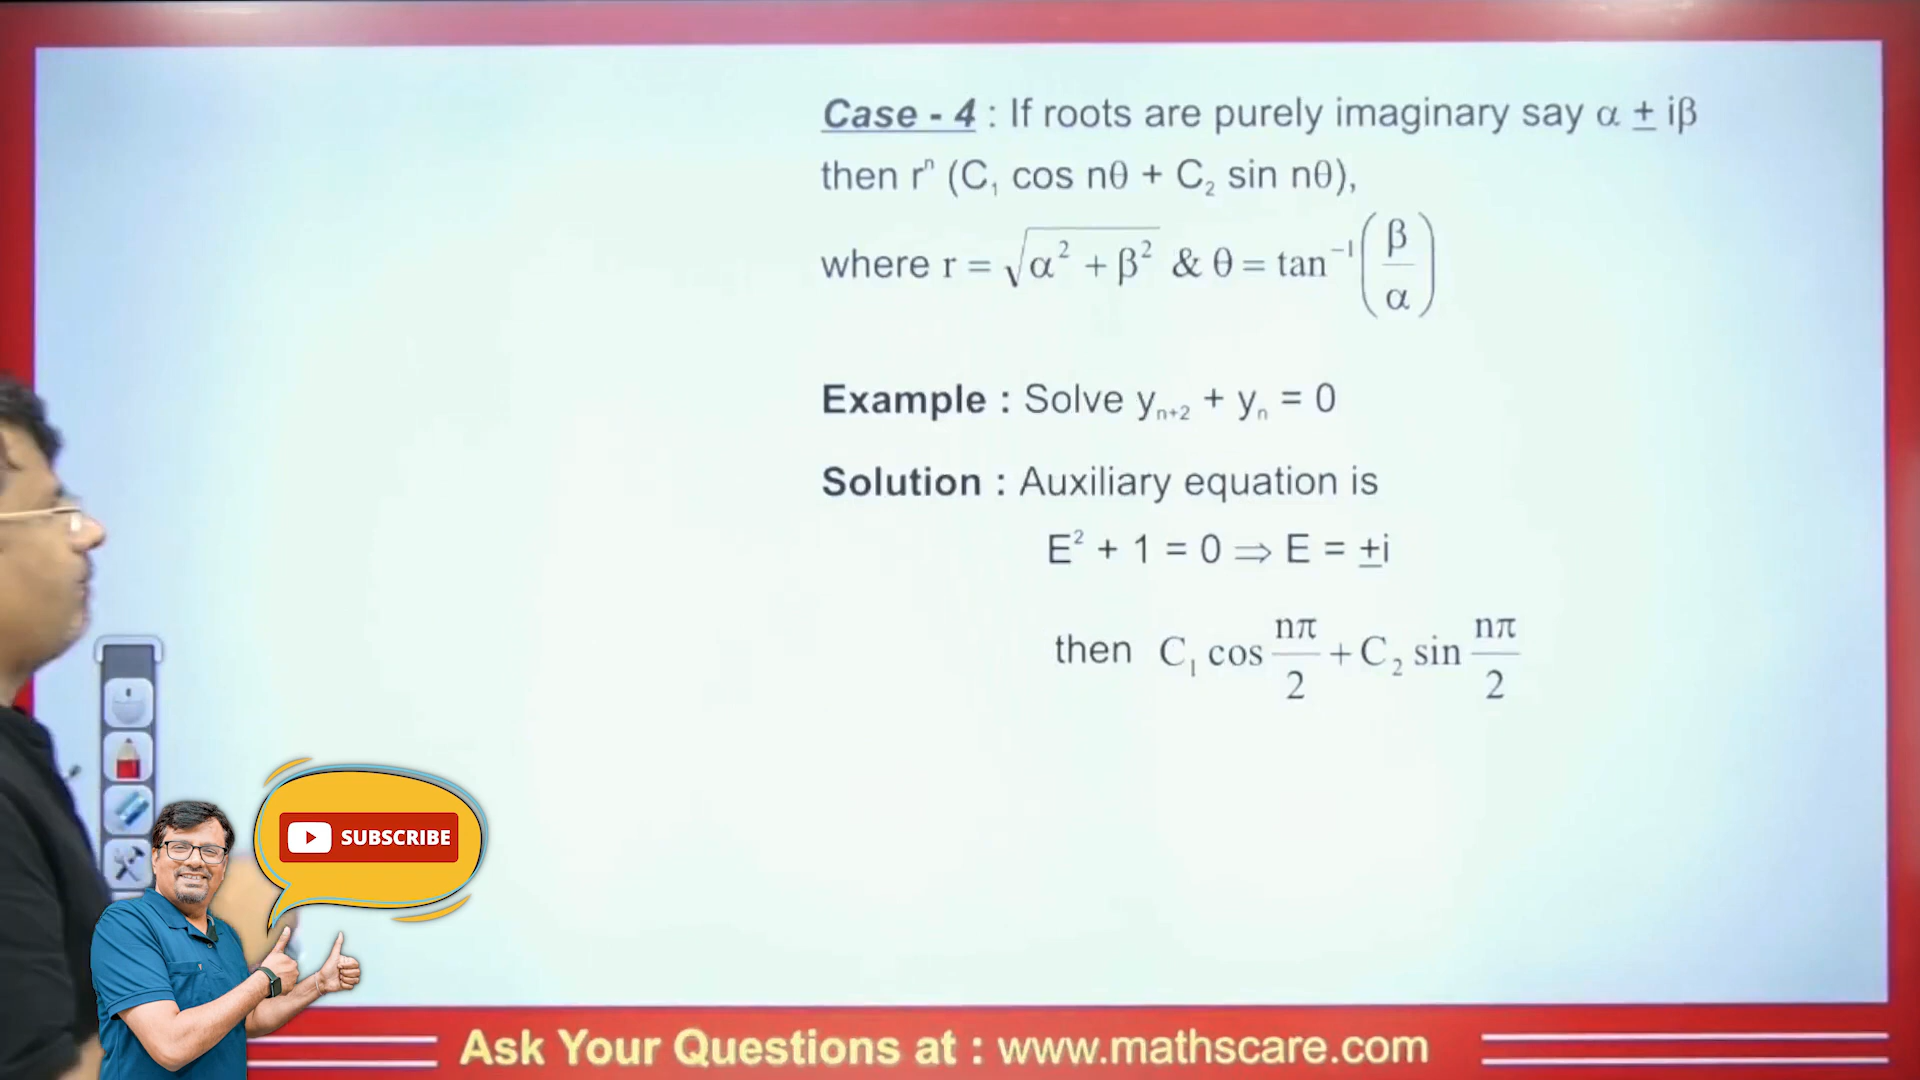 Case - 4 : If roots are purely imaginary say α ± iβ
then rⁿ (C₁ cos nθ + C₂ sin nθ),
where r = √(α² + β²) & θ = tan⁻¹(β/α)
Example : Solve yₙ₊₂ + yₙ = 0
Solution : Auxiliary equation is
E² + 1 = 0 ⇒ E = ±i
then C₁ cos nπ/2 + C₂ sin nπ/2
SUBSCRIBE
Ask Your Questions at : www.mathscare.com